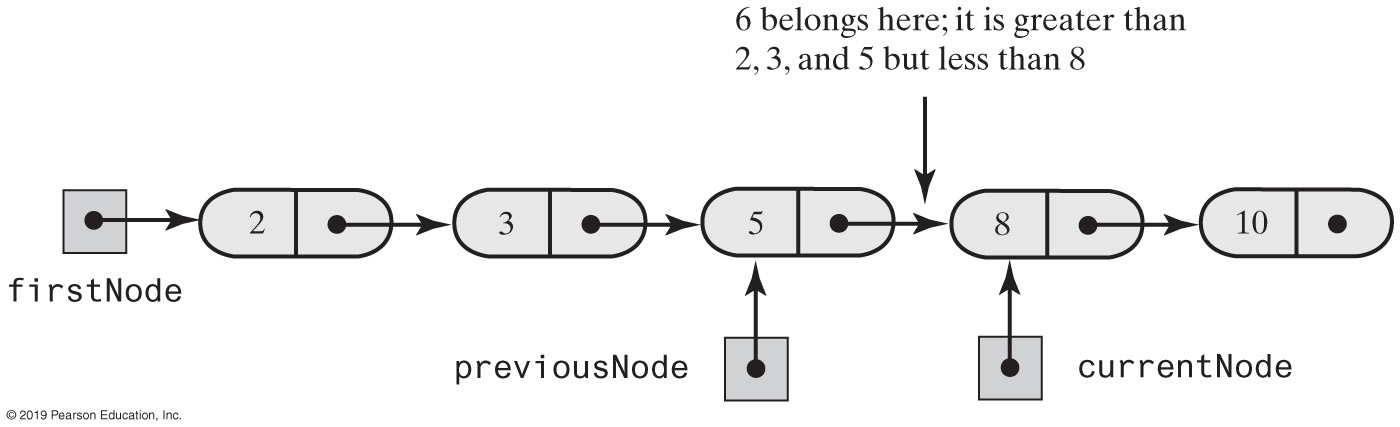 6 belongs here; it is greater than
2, 3, and 5 but less than 8
2
3
5
8
10
firstNode
previousNode
currentNode
© 2019 Pearson Education, Inc.